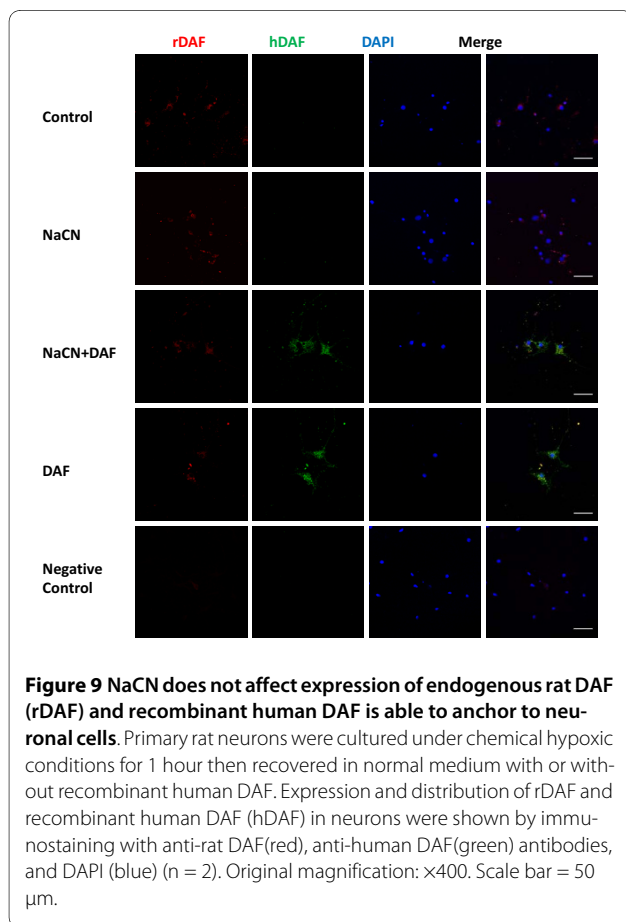 rDAF hDAF DAPI Merge
Control
NaCN
NaCN+DAF
DAF
Negative
Control
Figure 9 NaCN does not affect expression of endogenous rat DAF
(rDAF) and recombinant human DAF is able to anchor to neu-
ronal cells. Primary rat neurons were cultured under chemical hypoxic
conditions for 1 hour then recovered in normal medium with or with-
out recombinant human DAF. Expression and distribution of rDAF and
recombinant human DAF (hDAF) in neurons were shown by immu-
nostaining with anti-rat DAF(red), anti-human DAF(green) antibodies,
and DAPI (blue) (n = 2). Original magnification: ×400. Scale bar = 50
μm.